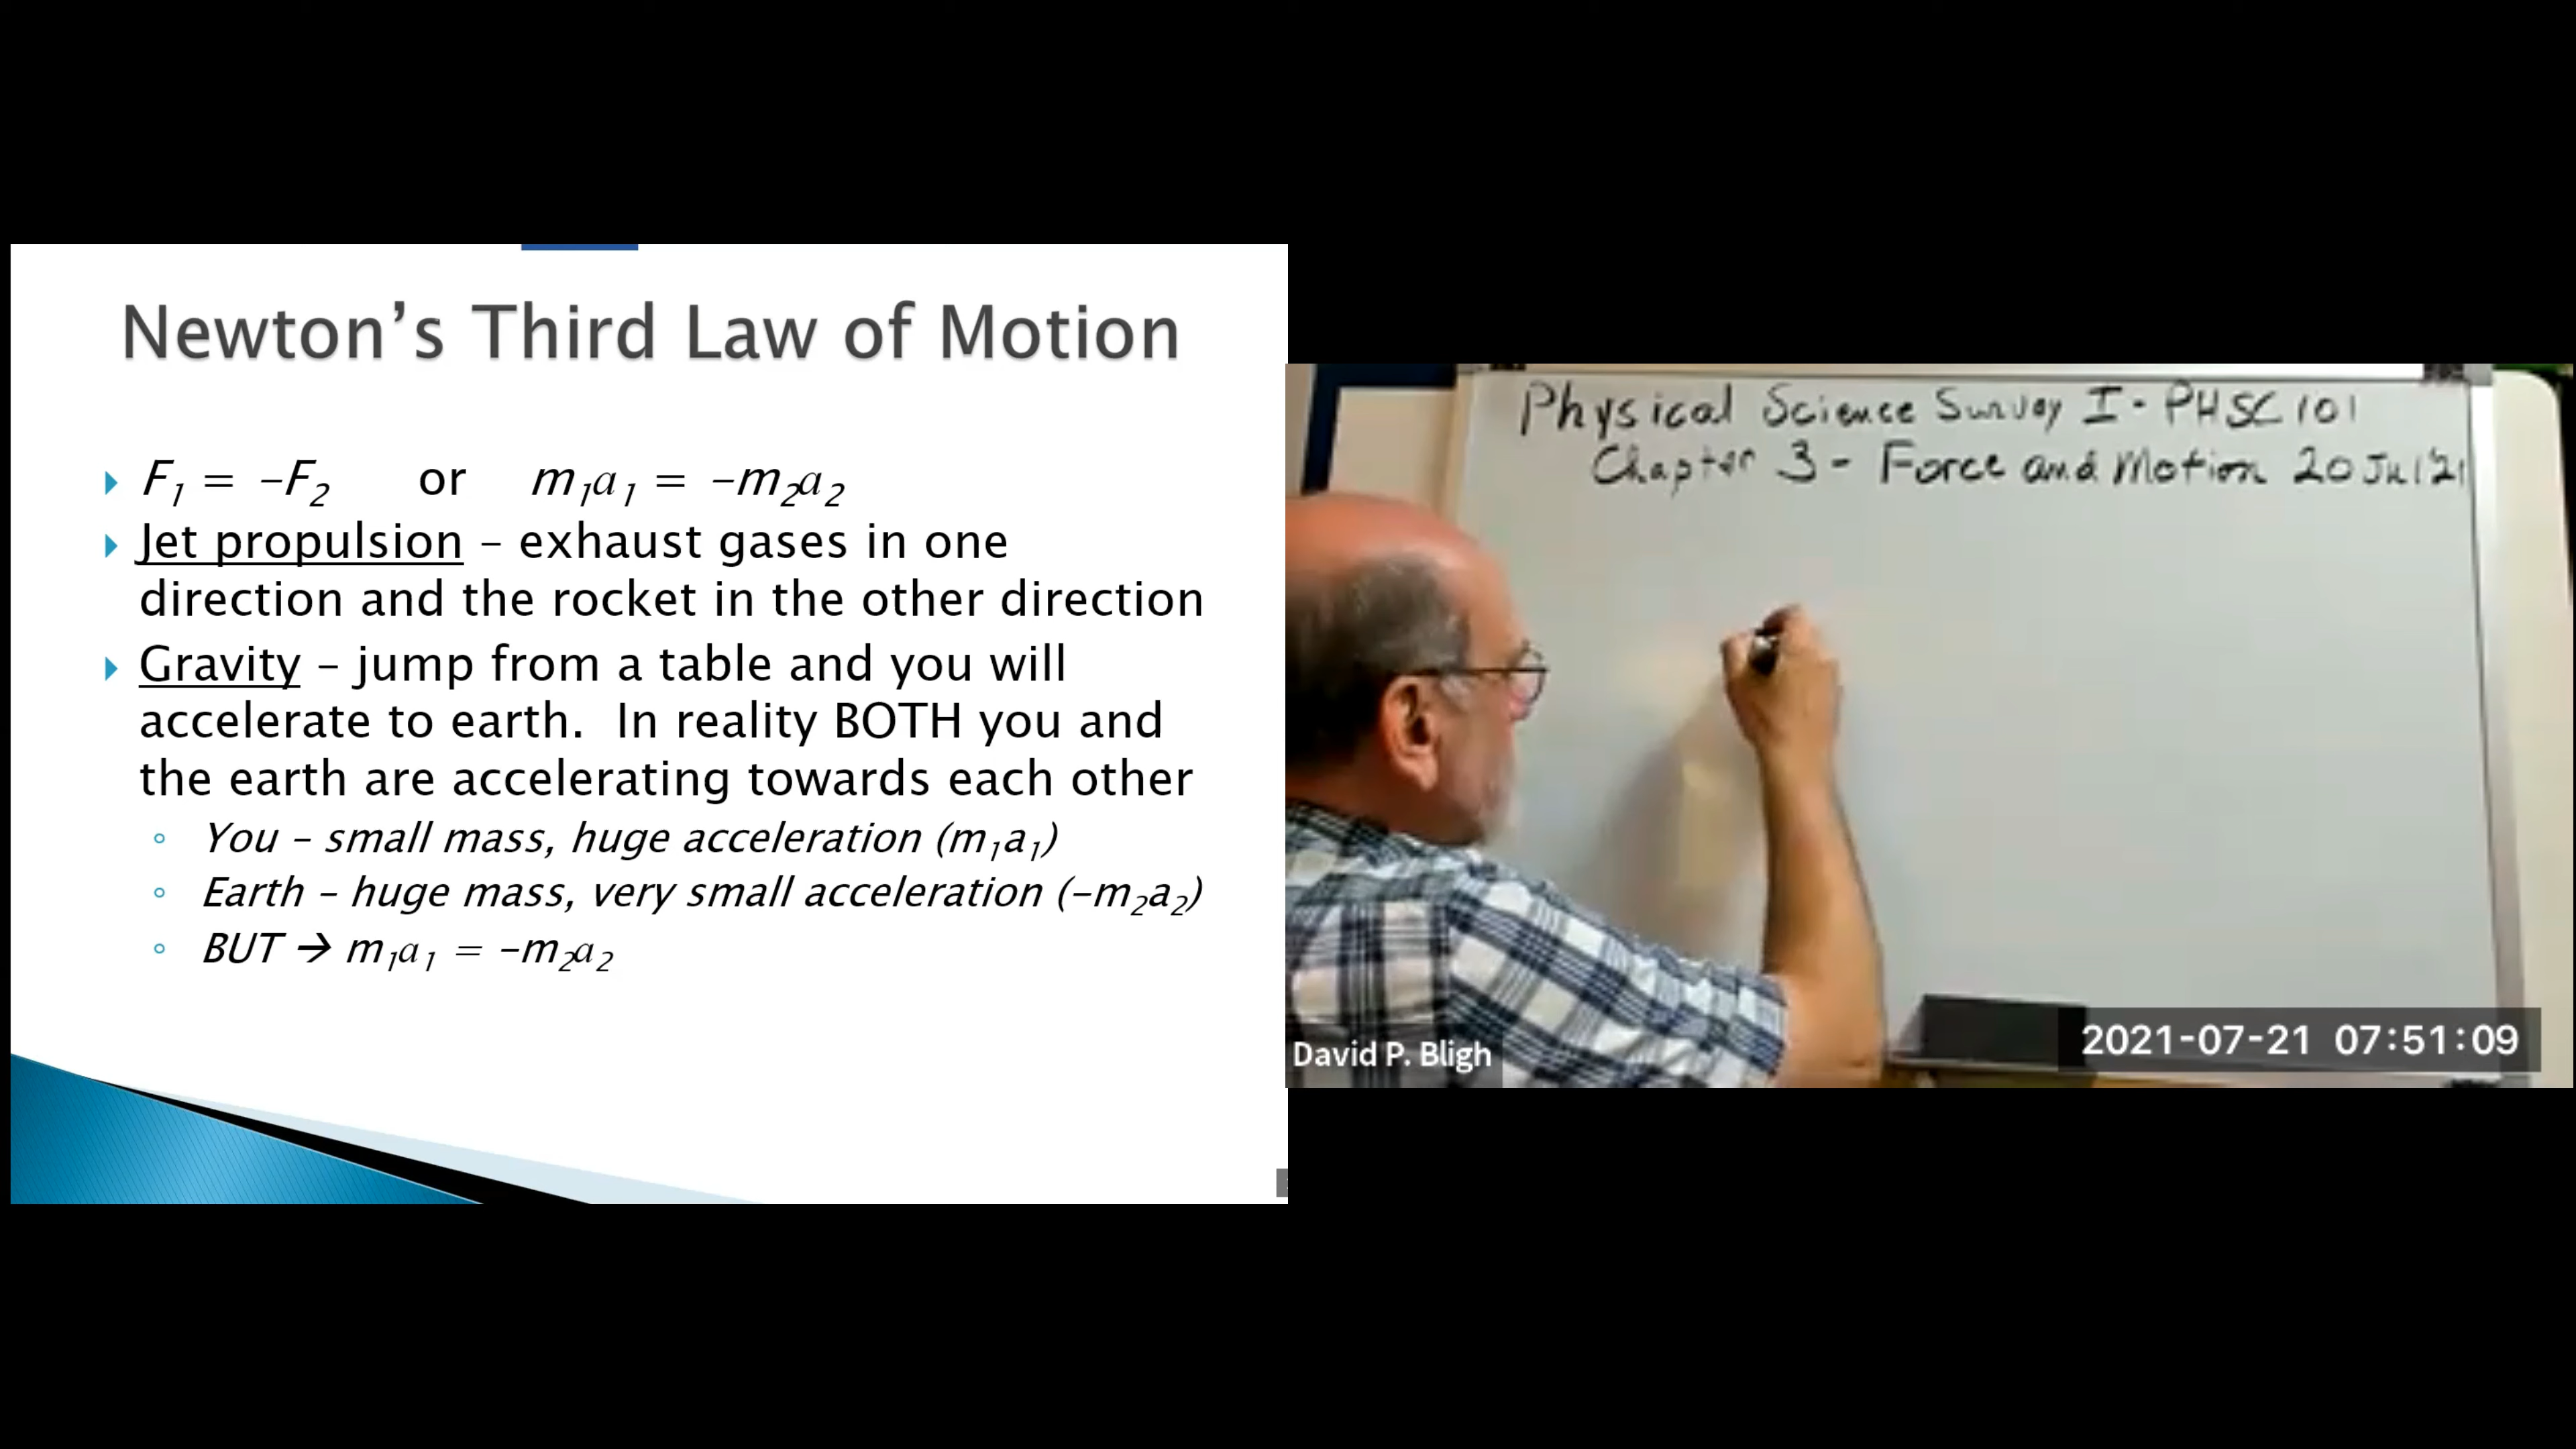 Newton’s Third Law of Motion
F1 = -F2 or m1a1 = -m2a2
Jet propulsion – exhaust gases in one
direction and the rocket in the other direction
Gravity – jump from a table and you will
accelerate to earth. In reality BOTH you and
the earth are accelerating towards each other
You – small mass, huge acceleration (m1a1)
Earth – huge mass, very small acceleration (-m2a2)
BUT → m1a1 = -m2a2
Physical Science Survey I - PHSC 101
Chapter 3 - Force and Motion 20 Jul '21
David P. Bligh
2021-07-21 07:51:09